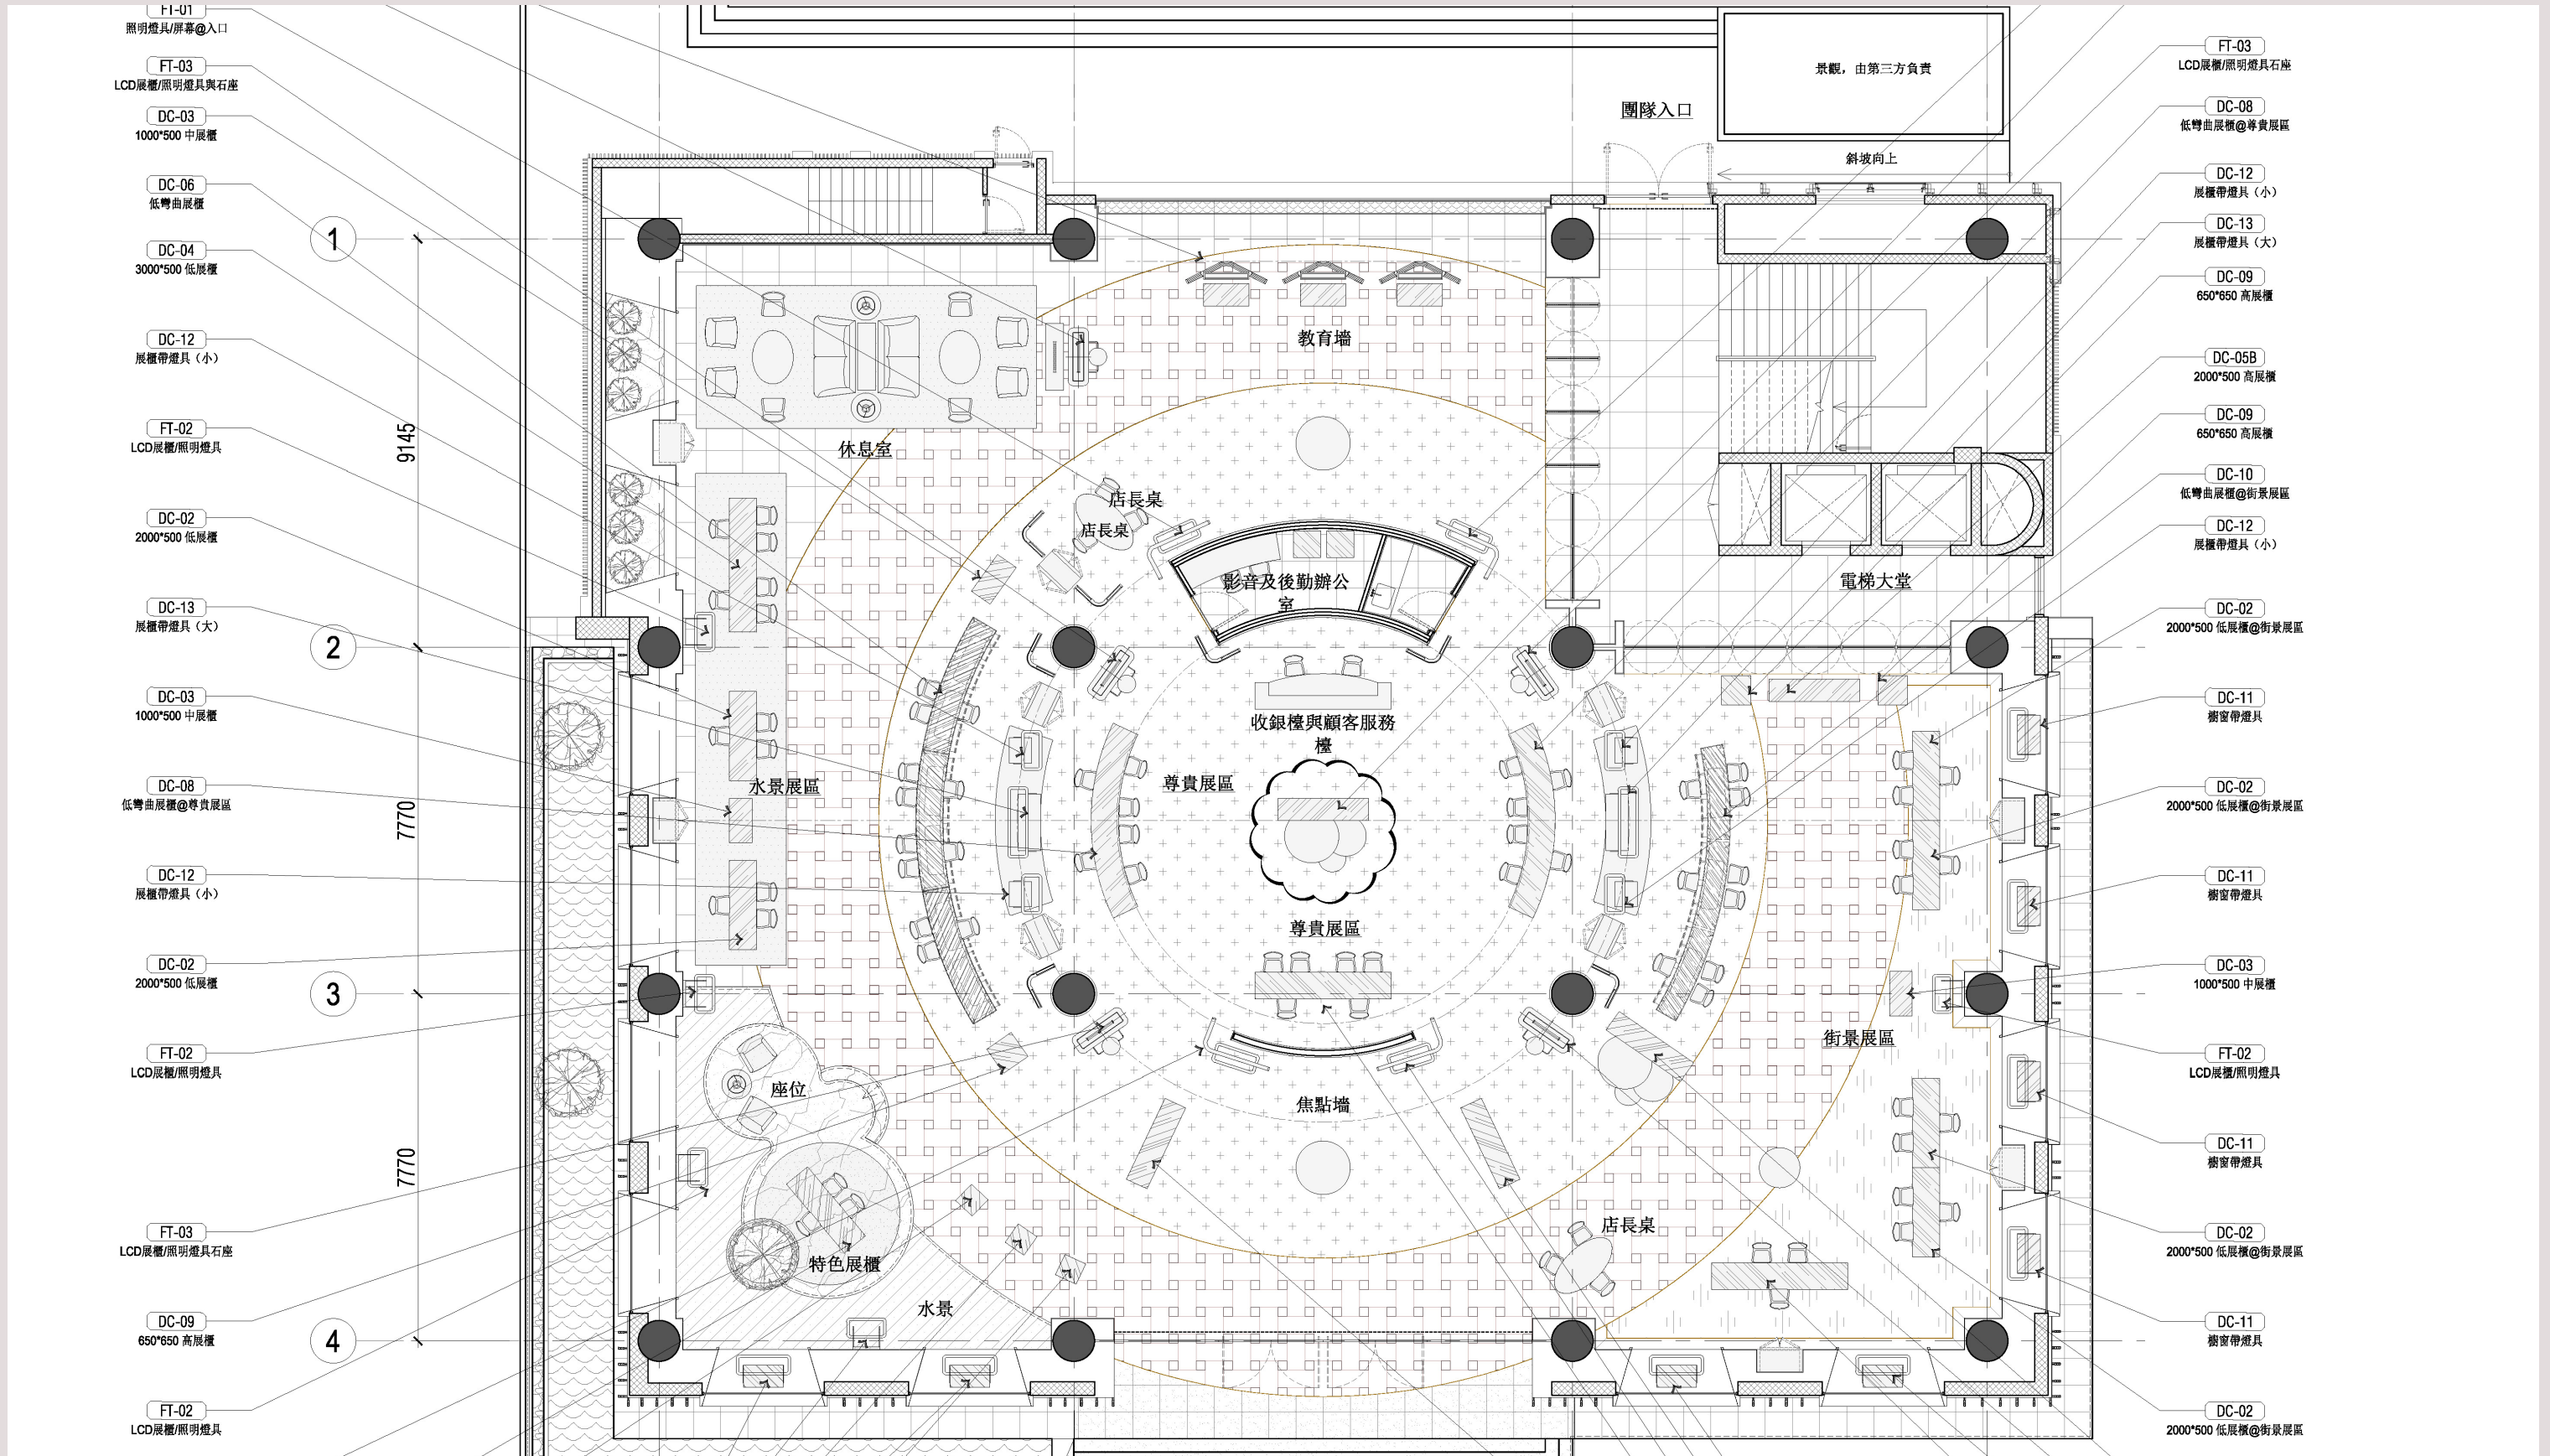 FT-01
照明燈具/屏幕@入口
FT-03
LCD展櫃/照明燈具與石座
DC-03
1000*500 中展櫃
DC-06
低彎曲展櫃
DC-04
3000*500 低展櫃
DC-12
展櫃帶燈具（小）
FT-02
LCD展櫃/照明燈具
DC-02
2000*500 低展櫃
DC-13
展櫃帶燈具（大）
DC-03
1000*500 中展櫃
DC-08
低彎曲展櫃@尊貴展區
DC-12
展櫃帶燈具（小）
DC-02
2000*500 低展櫃
FT-02
LCD展櫃/照明燈具
FT-03
LCD展櫃/照明燈具石座
DC-09
650*650 高展櫃
FT-02
LCD展櫃/照明燈具
1
2
3
4
9145
7770
7770
景觀，由第三方負責
團隊入口
斜坡向上
教育墻
休息室
店長桌
店長桌
影音及後勤辦公
室
電梯大堂
收銀檯與顧客服務
檯
尊貴展區
水景展區
尊貴展區
街景展區
座位
焦點墻
店長桌
特色展櫃
水景
FT-03
LCD展櫃/照明燈具石座
DC-08
低彎曲展櫃@尊貴展區
DC-12
展櫃帶燈具（小）
DC-13
展櫃帶燈具（大）
DC-09
650*650 高展櫃
DC-05B
2000*500 高展櫃
DC-09
650*650 高展櫃
DC-10
低彎曲展櫃@街景展區
DC-12
展櫃帶燈具（小）
DC-02
2000*500 低展櫃@街景展區
DC-11
櫥窗帶燈具
DC-02
2000*500 低展櫃@街景展區
DC-11
櫥窗帶燈具
DC-03
1000*500 中展櫃
FT-02
LCD展櫃/照明燈具
DC-11
櫥窗帶燈具
DC-02
2000*500 低展櫃@街景展區
DC-11
櫥窗帶燈具
DC-02
2000*500 低展櫃@街景展區